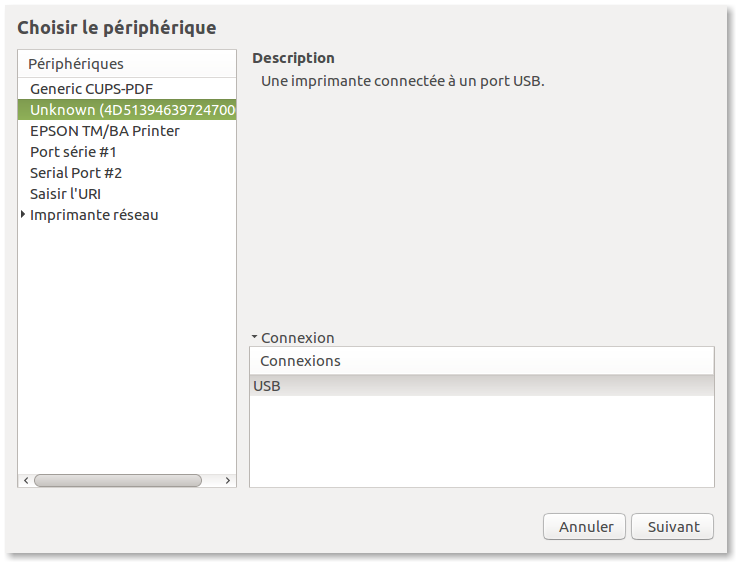 Choisir le périphérique
Périphériques
Generic CUPS-PDF
Unknown (4D5139463972470
EPSON TM/BA Printer
Port série #1
Serial Port #2
Saisir l'URI
Imprimante réseau
Description
Une imprimante connectée à un port USB.
Connexion
Connexions
USB
Annuler
Suivant